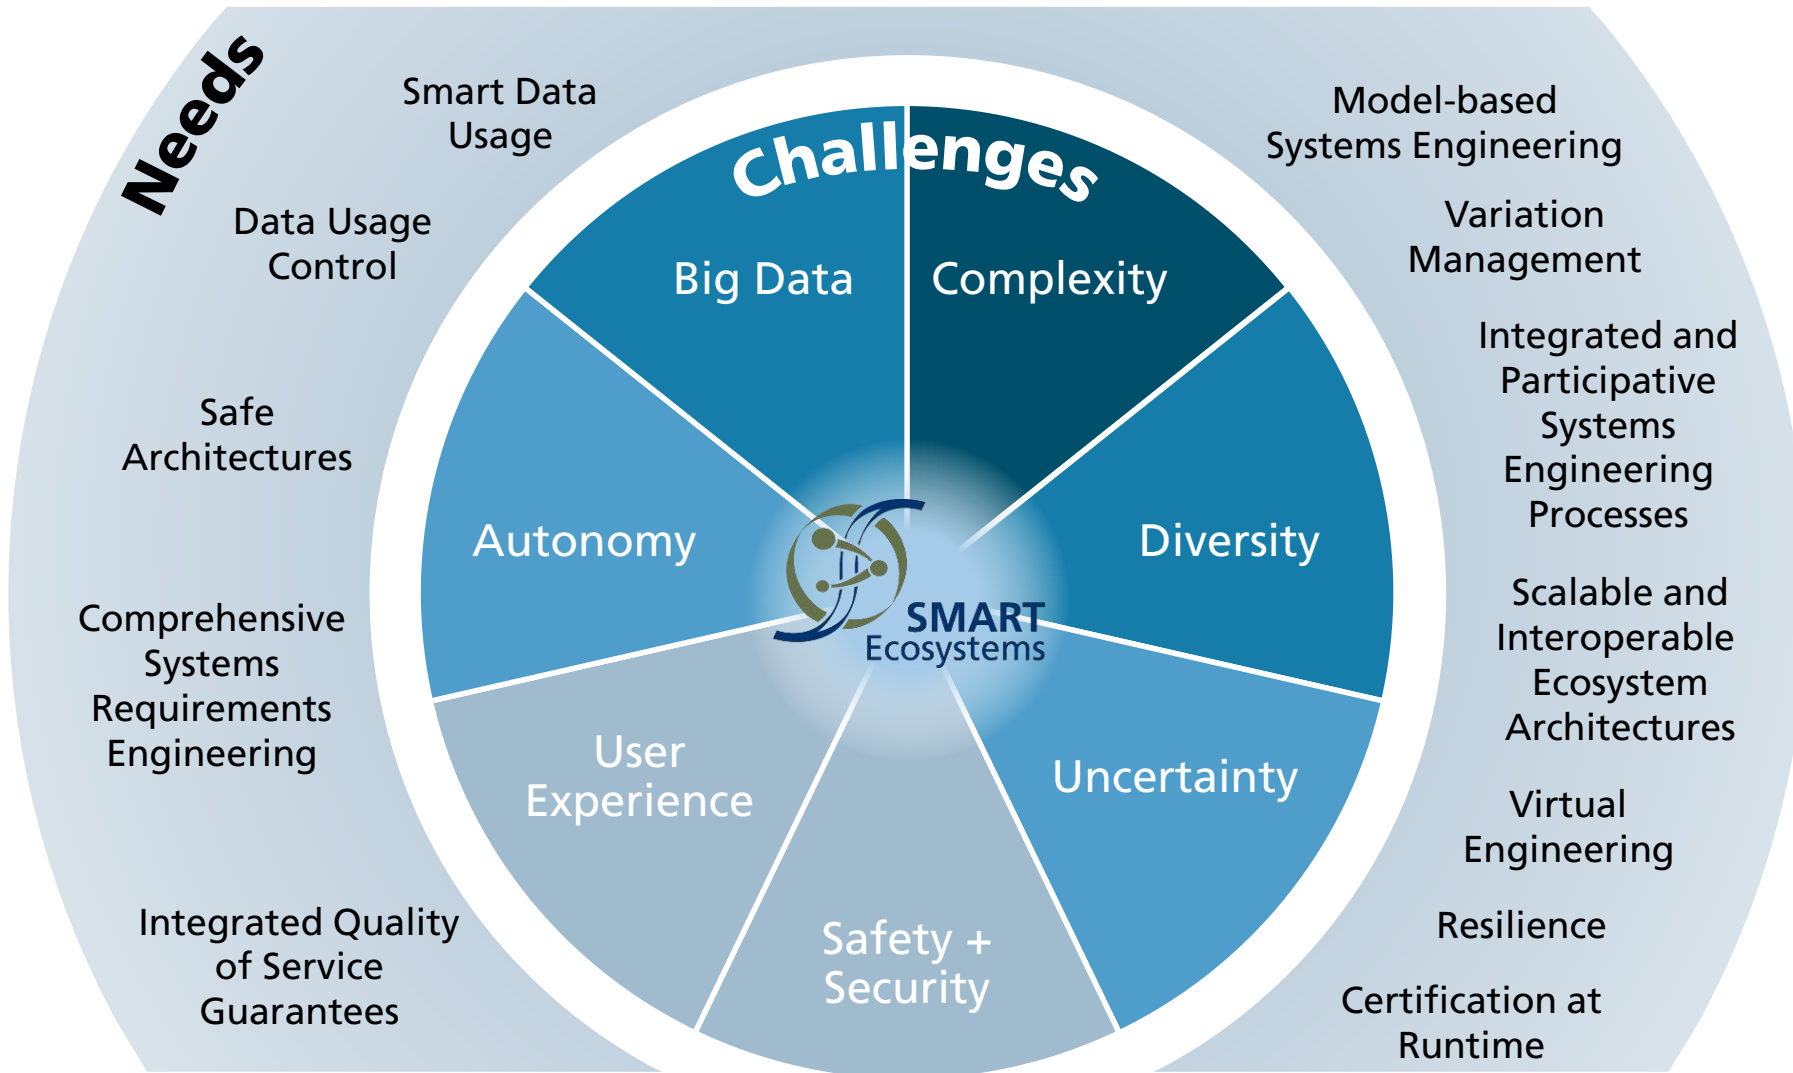 Needs
Smart Data
Usage
Data Usage
Control
Safe
Architectures
Comprehensive
Systems
Requirements
Engineering
Integrated Quality
of Service
Guarantees
Challenges
Big Data
Complexity
Autonomy
Diversity
SMART
Ecosystems
User
Experience
Uncertainty
Safety +
Security
Model-based
Systems Engineering
Variation
Management
Integrated and
Participative
Systems
Engineering
Processes
Scalable and
Interoperable
Ecosystem
Architectures
Virtual
Engineering
Resilience
Certification at
Runtime